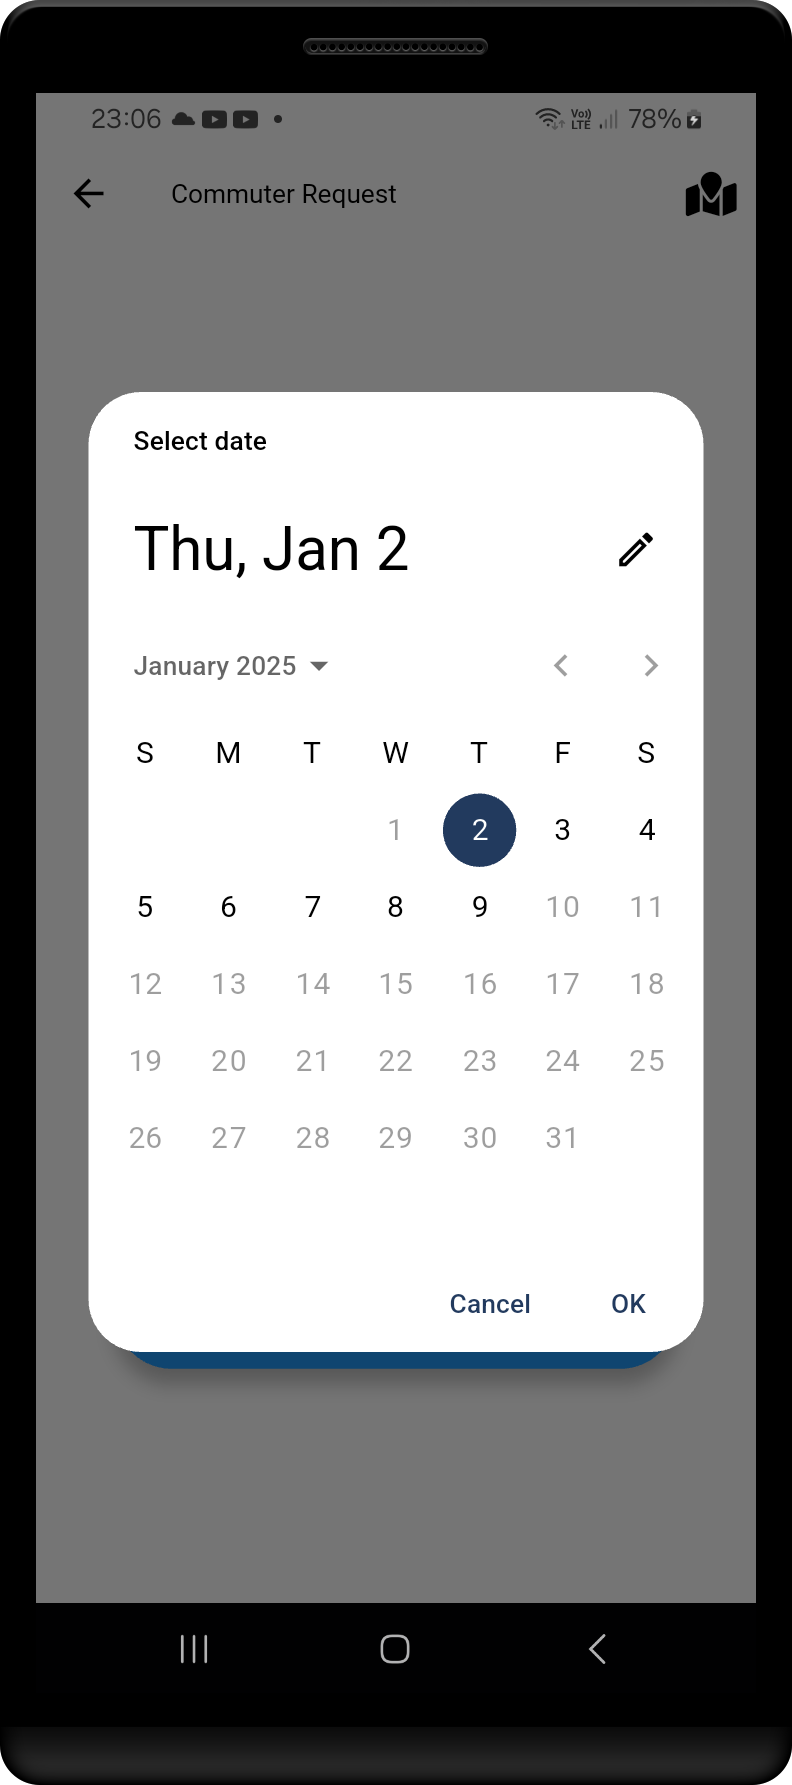 23:06 Vo)) LTE 78%
Commuter Request
Select date
Thu, Jan 2
January 2025
S M T W T F S
1 2 3 4
5 6 7 8 9 10 11
12 13 14 15 16 17 18
19 20 21 22 23 24 25
26 27 28 29 30 31
Cancel OK